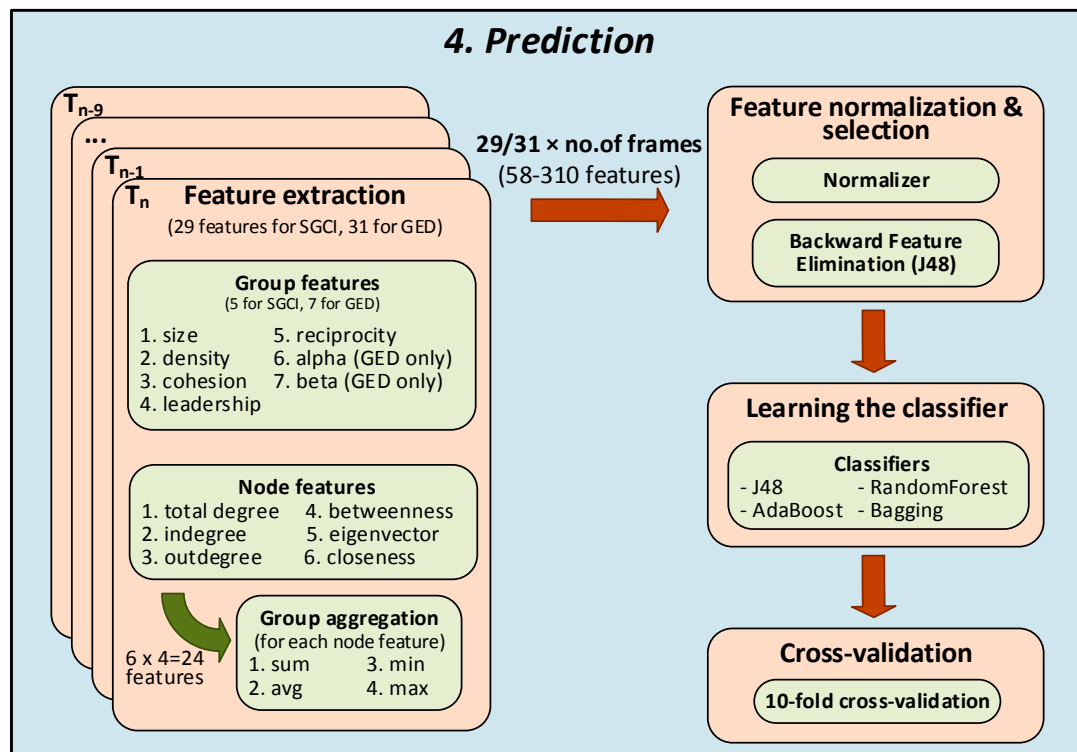 4. Prediction
Tn-9
...
Tn-1
Tn
Feature extraction
(29 features for SGCI, 31 for GED)
Group features
(5 for SGCI, 7 for GED)
1. size
2. density
3. cohesion
4. leadership
5. reciprocity
6. alpha (GED only)
7. beta (GED only)
Node features
1. total degree
2. indegree
3. outdegree
4. betweenness
5. eigenvector
6. closeness
6 x 4=24
features
Group aggregation
(for each node feature)
1. sum
2. avg
3. min
4. max
29/31 × no.of frames
(58-310 features)
Feature normalization &
selection
Normalizer
Backward Feature
Elimination (J48)
Learning the classifier
Classifiers
- J48
- AdaBoost
- RandomForest
- Bagging
Cross-validation
10-fold cross-validation